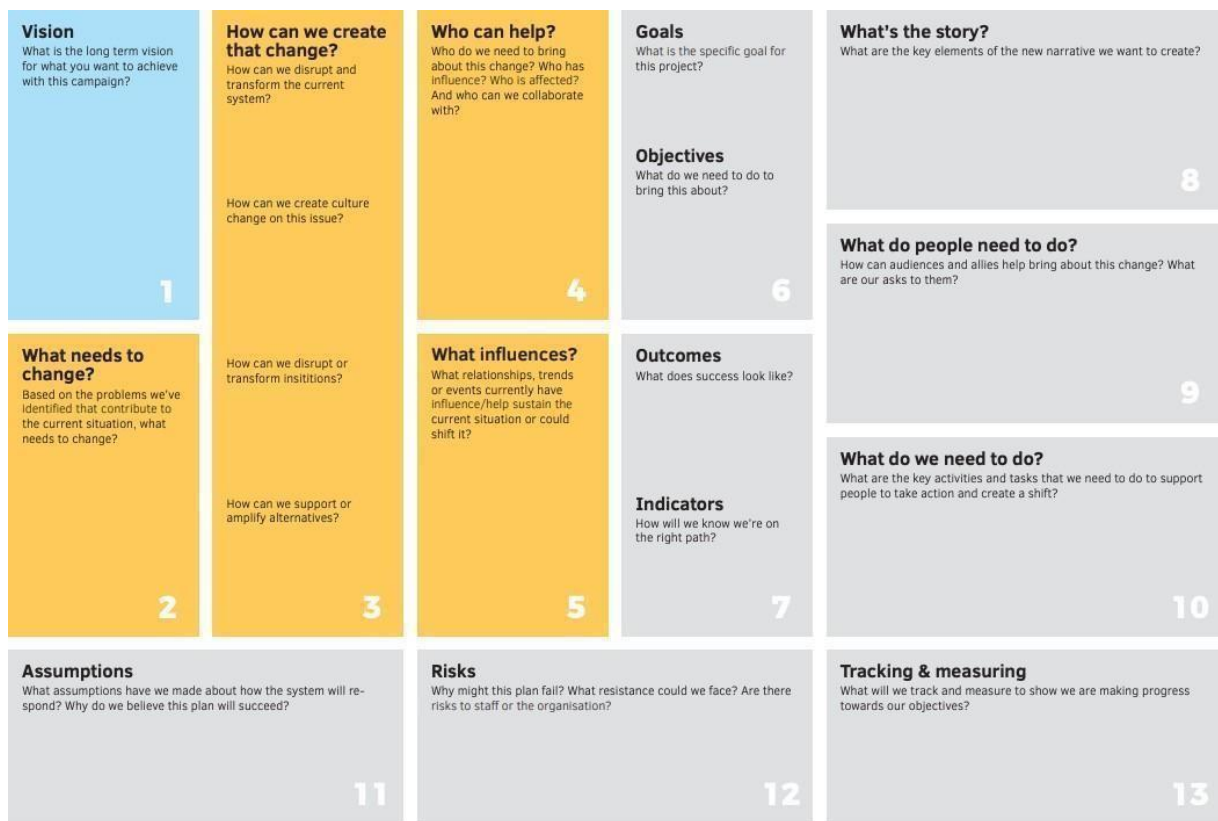 Vision
What is the long term vision
for what you want to achieve
with this campaign?
1
What needs to
change?
Based on the problems we've
identified that contribute to
the current situation, what
needs to change?
2
How can we create
that change?
How can we disrupt and
transform the current
system?
How can we create culture
change on this issue?
How can we disrupt or
transform insititions?
How can we support or
amplify alternatives?
3
Who can help?
Who do we need to bring
about this change? Who has
influence? Who is affected?
And who can we collaborate
with?
4
What influences?
What relationships, trends
or events currently have
influence/help sustain the
current situation or could
shift it?
5
Goals
What is the specific goal for
this project?
Objectives
What do we need to do to
bring this about?
6
Outcomes
What does success look like?
Indicators
How will we know we're on
the right path?
7
What's the story?
What are the key elements of the new narrative we want to create?
8
What do people need to do?
How can audiences and allies help bring about this change? What
are our asks to them?
9
What do we need to do?
What are the key activities and tasks that we need to do to support
people to take action and create a shift?
10
Assumptions
What assumptions have we made about how the system will re-
spond? Why do we believe this plan will succeed?
11
Risks
Why might this plan fail? What resistance could we face? Are there
risks to staff or the organisation?
12
Tracking & measuring
What will we track and measure to show we are making progress
towards our objectives?
13